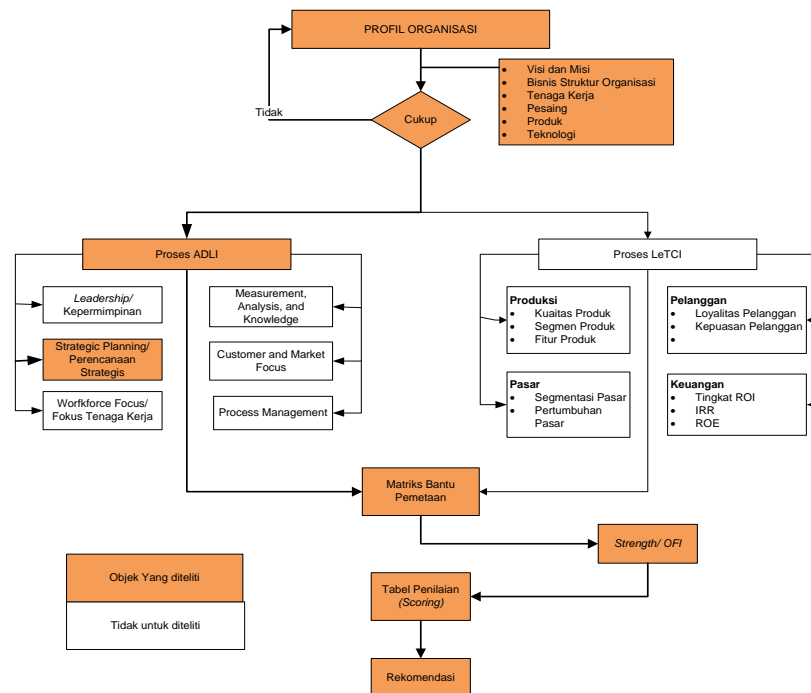 PROFIL ORGANISASI
• Visi dan Misi
• Bisnis Struktur Organisasi
• Tenaga Kerja
• Pesaing
• Produk
• Teknologi
Tidak
Cukup
Proses ADLI
Proses LeTCI
Leadership/
Kepermimpinan
Strategic Planning/
Perencanaan
Strategis
Worfkforce Focus/
Fokus Tenaga Kerja
Measurement,
Analysis, and
Knowledge
Customer and Market
Focus
Process Management
Produksi
• Kuaitas Produk
• Segmen Produk
• Fitur Produk
Pelanggan
• Loyalitas Pelanggan
• Kepuasan Pelanggan
•
Pasar
• Segmentasi Pasar
• Pertumbuhan
Pasar
Keuangan
• Tingkat ROI
• IRR
• ROE
Matriks Bantu
Pemetaan
Strength/ OFI
Tabel Penilaian
(Scoring)
Rekomendasi
Objek Yang diteliti
Tidak untuk diteliti